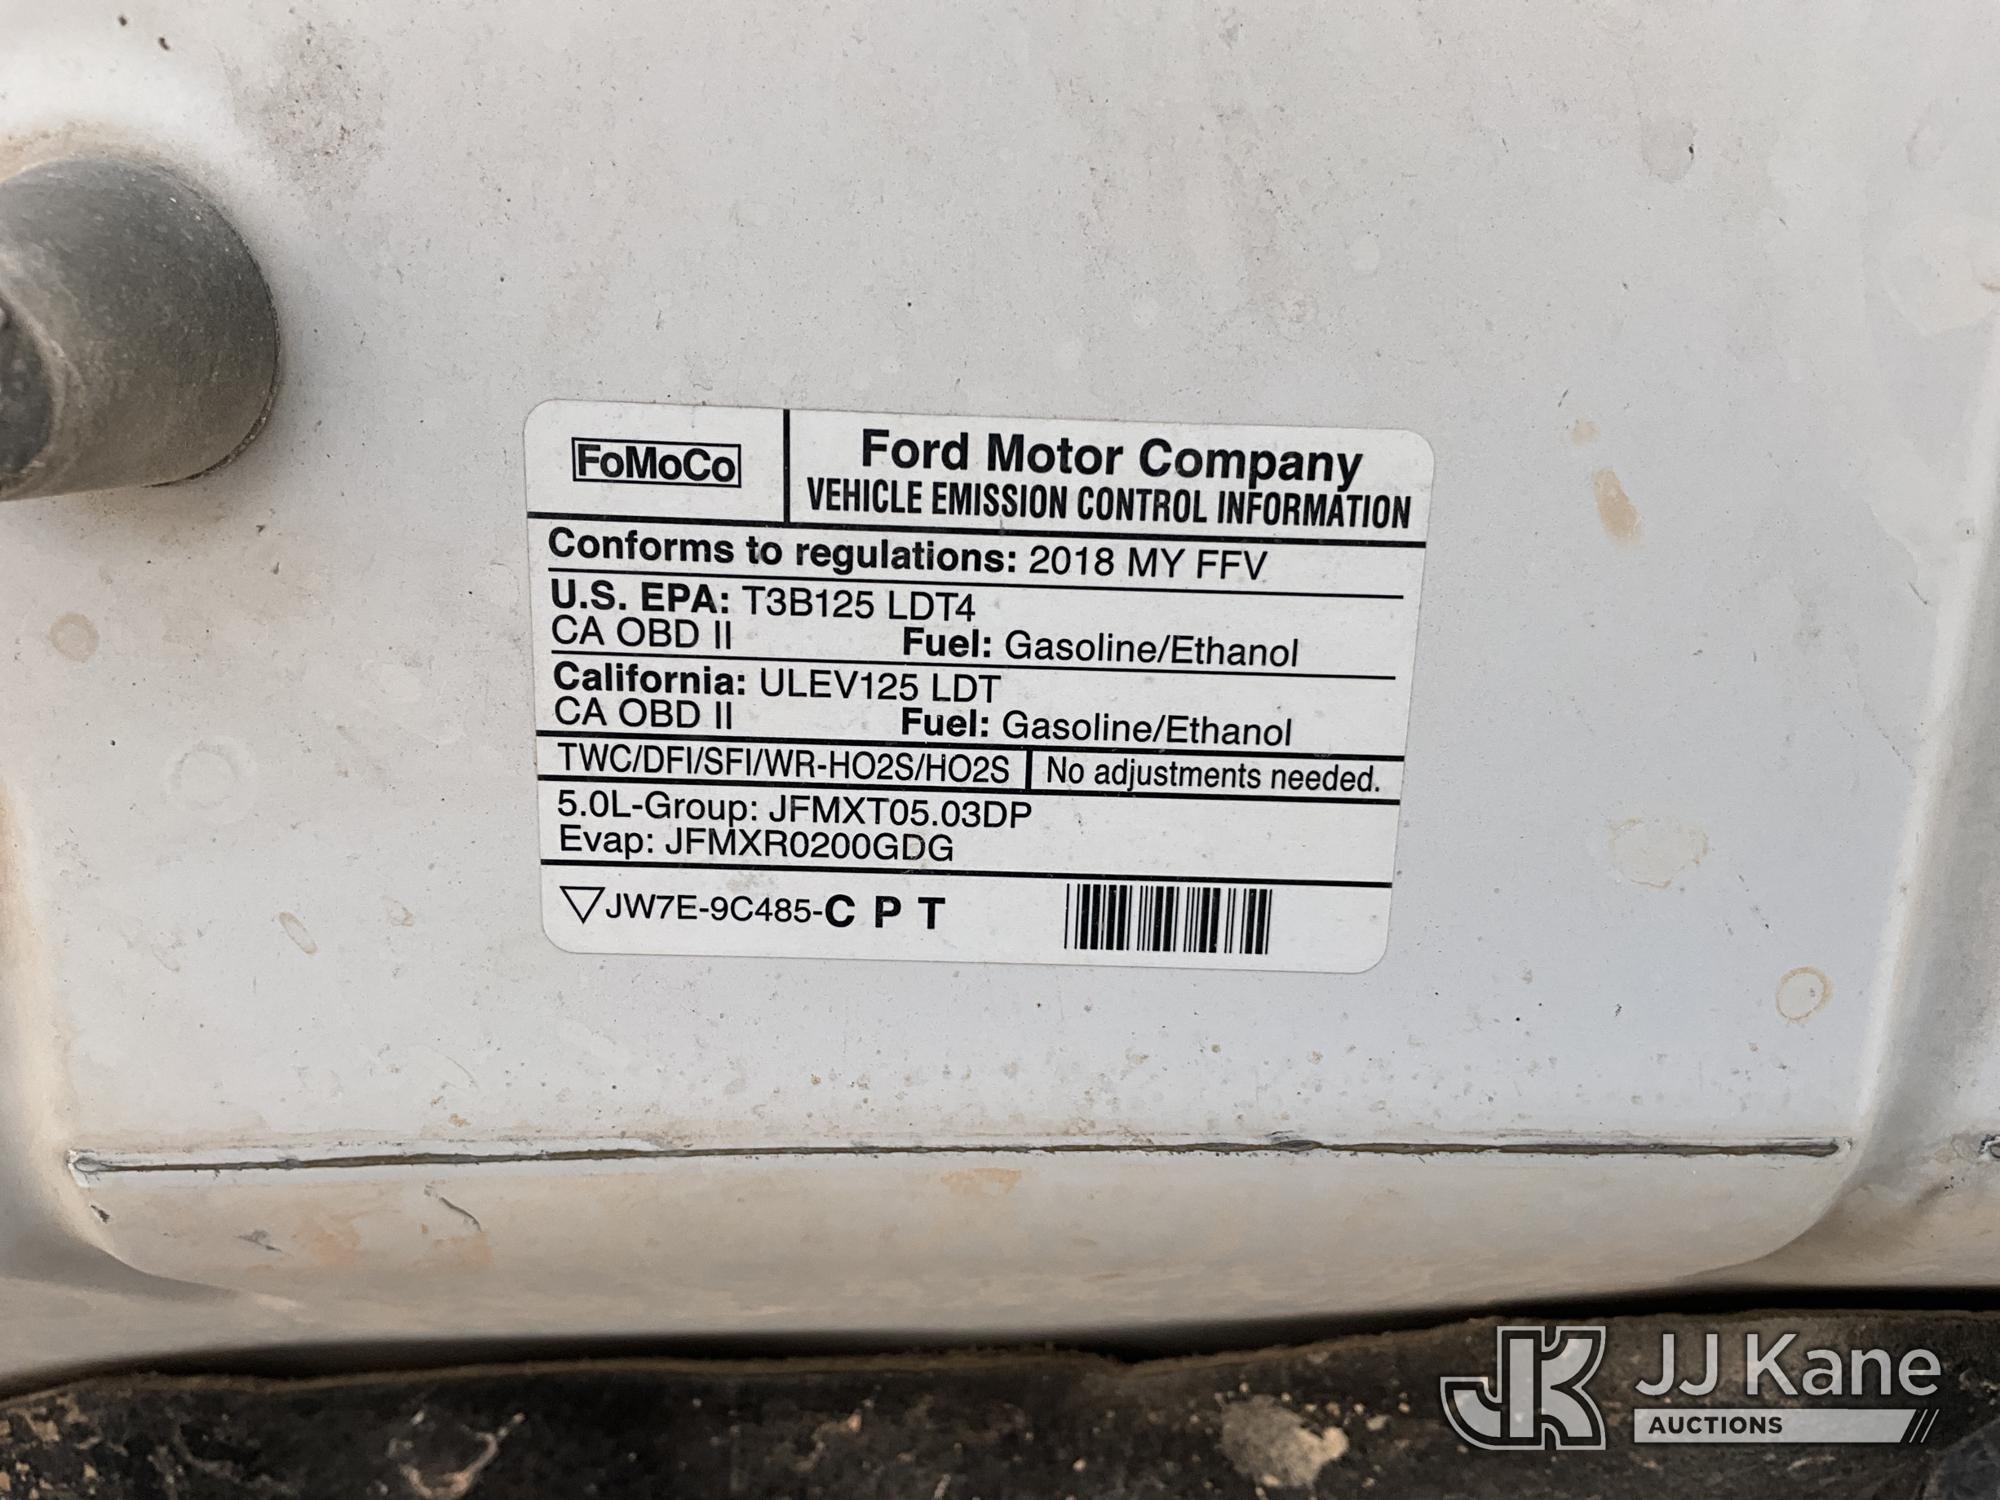 FoMoCo
Ford Motor Company
VEHICLE EMISSION CONTROL INFORMATION
Conforms to regulations: 2018 MY FFV
U.S. EPA: T3B125 LDT4
CA OBD II Fuel: Gasoline/Ethanol
California: ULEV125 LDT
CA OBD II Fuel: Gasoline/Ethanol
TWC/DFI/SFI/WR-HO2S/HO2S No adjustments needed.
5.0L-Group: JFMXT05.03DP
Evap: JFMXR0200GDG
JW7E-9C485-C P T
JK JJ Kane
AUCTIONS